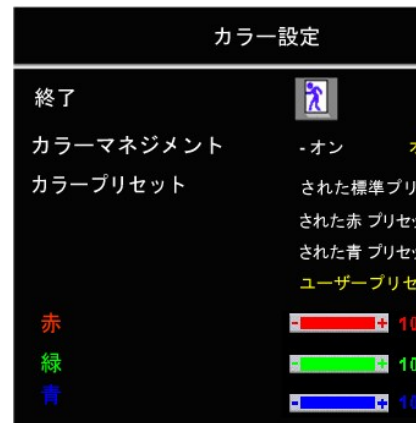 カラー設定
終了
カラーマネジメント - オン
カラープリセット された標準プリ
された赤 プリセ
された青 プリセ
ユーザープリセ
赤 - + 10
緑 - + 10
青 - + 10